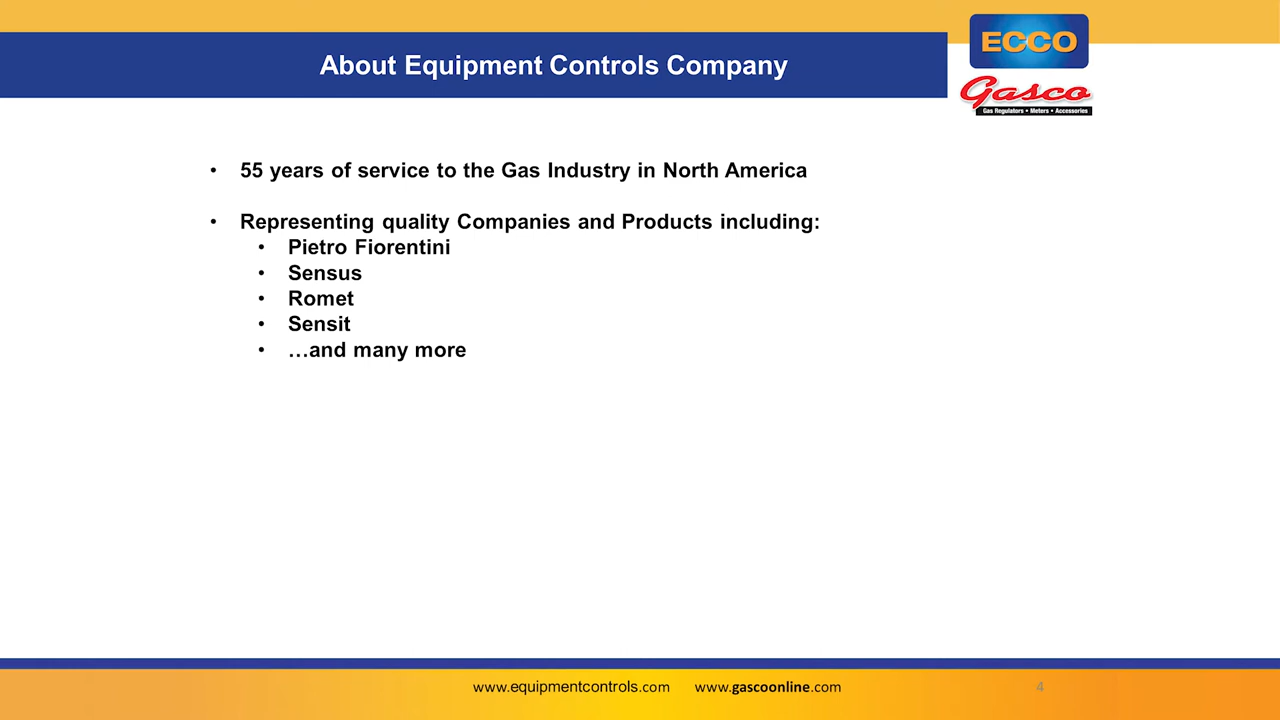 About Equipment Controls Company
ECCO
Gasco
Gas Regulators • Meters • Accessories
• 55 years of service to the Gas Industry in North America
• Representing quality Companies and Products including:
• Pietro Fiorentini
• Sensus
• Romet
• Sensit
• …and many more
www.equipmentcontrols.com www.gascoonline.com 4